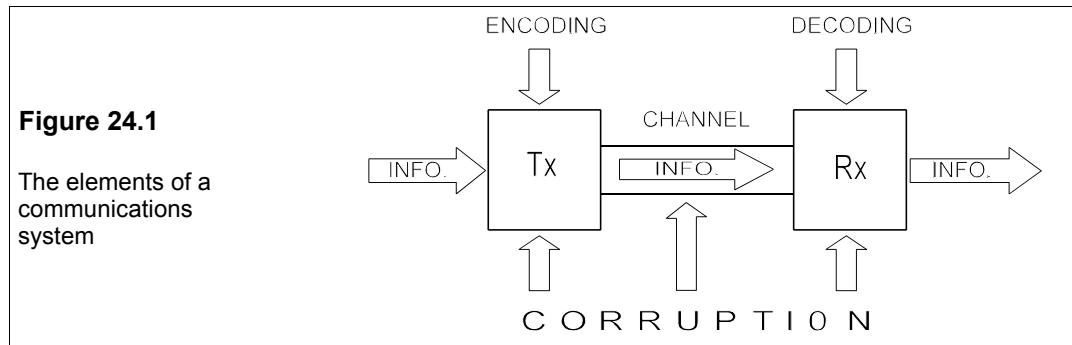 ENCODING DECODING
Figure 24.1
CHANNEL
INFO. Tx INFO. Rx INFO.
The elements of a
communications
system
CORRUPTION